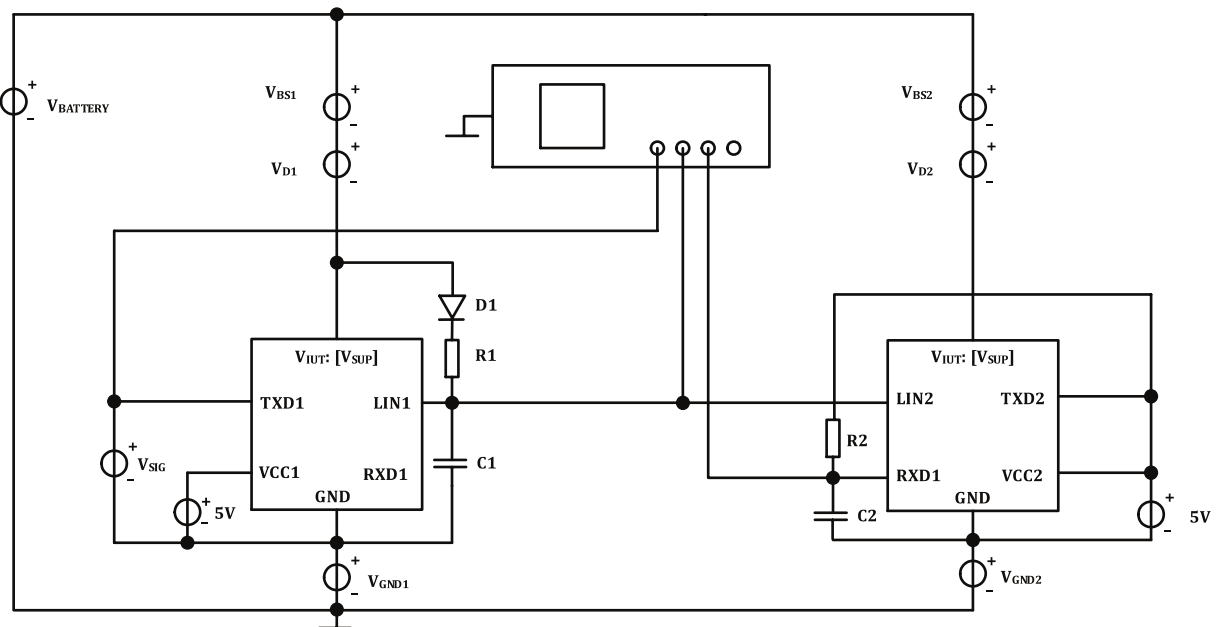 VBATTERY
VBS1
VD1
VBS2
VD2
D1
R1
VIUT: [VSUP]
TXD1
LIN1
VCC1
RXD1
GND
VSIG
5V
C1
VGND1
VIUT: [VSUP]
LIN2
TXD2
R2
RXD1
VCC2
GND
C2
5V
VGND2